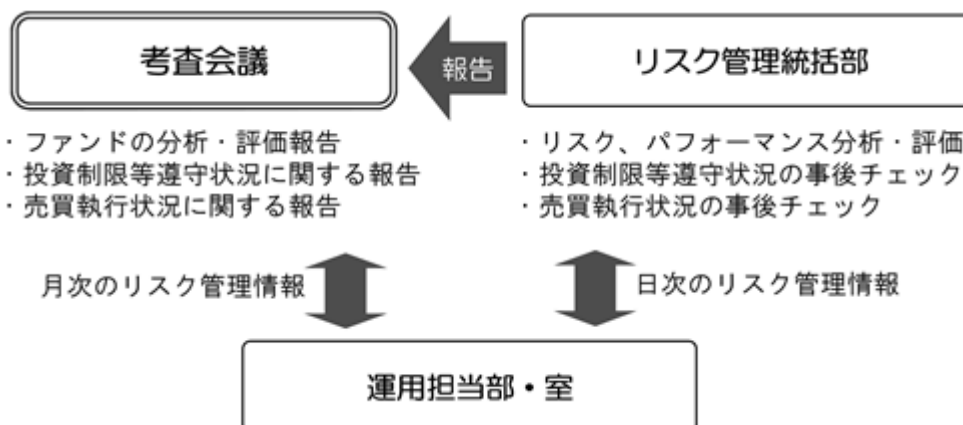 考査会議
報告
リスク管理統括部
・ファンドの分析・評価報告
・投資制限等遵守状況に関する報告
・売買執行状況に関する報告
・リスク、パフォーマンス分析・評価
・投資制限等遵守状況の事後チェック
・売買執行状況の事後チェック
月次のリスク管理情報
日次のリスク管理情報
運用担当部・室